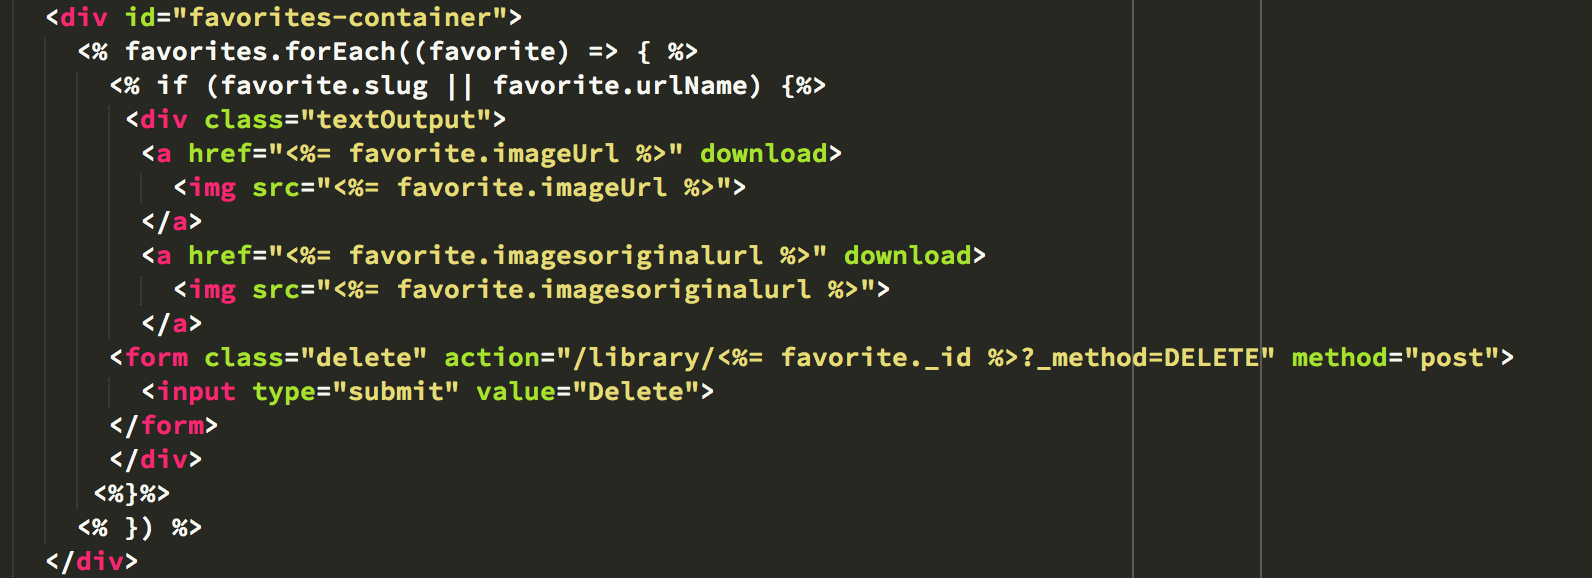 <div id="favorites-container">
<% favorites.forEach((favorite) => { %>
<% if (favorite.slug || favorite.urlName) {%>
<div class="textOutput">
<a href="<%= favorite.imageUrl %>" download>
<img src="<%= favorite.imageUrl %>">
</a>
<a href="<%= favorite.imagesoriginalurl %>" download>
<img src="<%= favorite.imagesoriginalurl %>">
</a>
<form class="delete" action="/library/<%= favorite._id %>?_method=DELETE" method="post">
<input type="submit" value="Delete">
</form>
</div>
<%}%>
<% }) %>
</div>